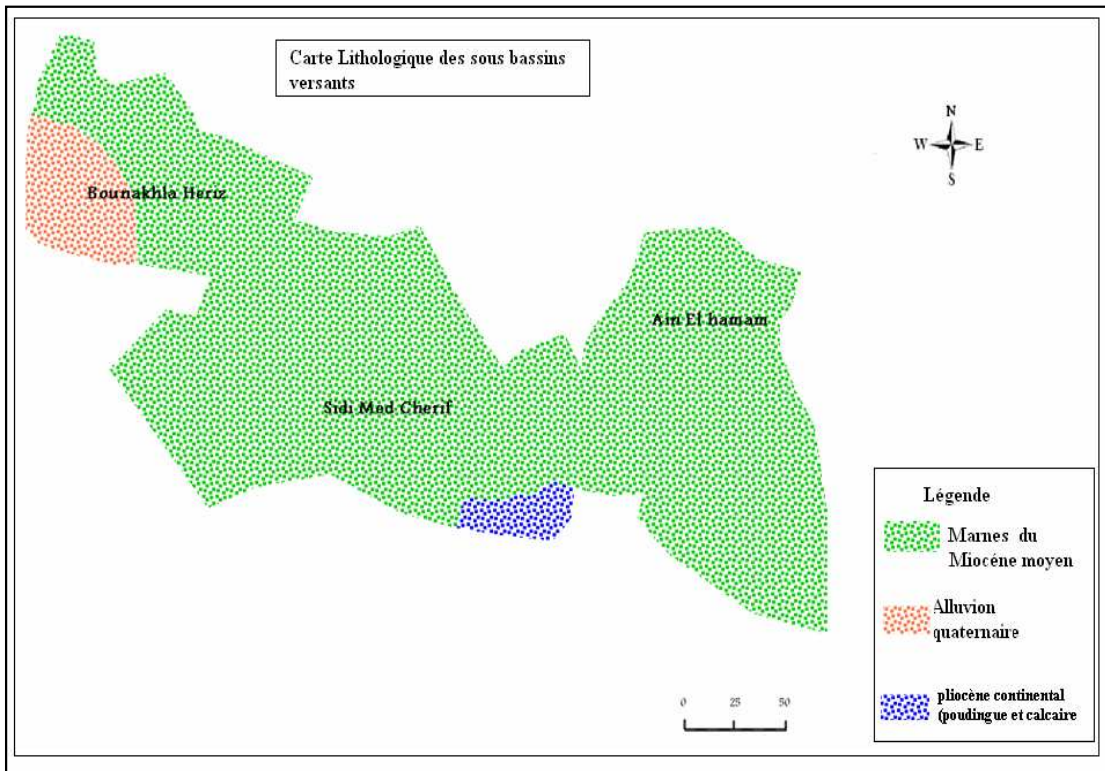 Carte Lithologique des sous bassins
versants
N
W E
S
Bounakhla Heriz
Ain El hamam
Sidi Med Cherif
Légende
Marnes du
Miocéne moyen
Alluvion
quaternaire
pliocène continental
(poudingue et calcaire
0 25 50